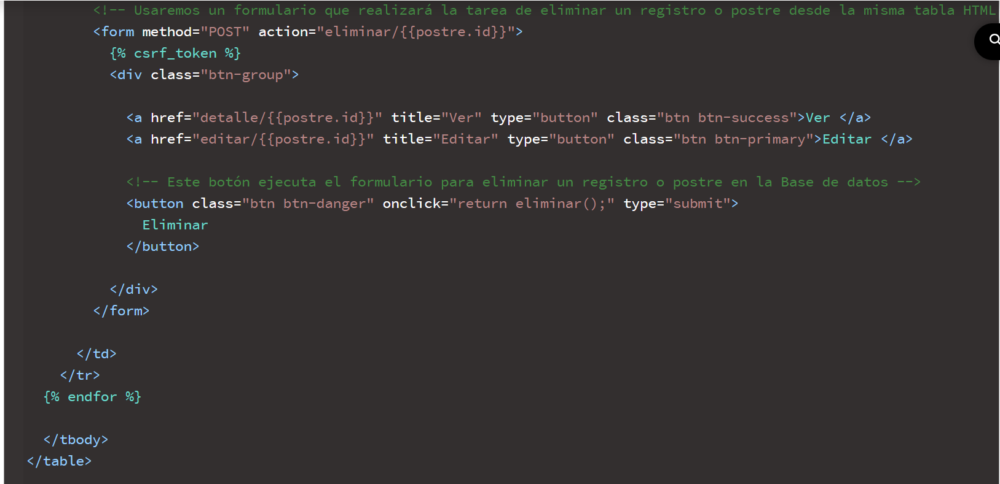 <!-- Usaremos un formulario que realizará la tarea de eliminar un registro o postre desde la misma tabla HTML
<form method="POST" action="eliminar/{{postre.id}}">
{% csrf_token %}
<div class="btn-group">
<a href="detalle/{{postre.id}}" title="Ver" type="button" class="btn btn-success">Ver </a>
<a href="editar/{{postre.id}}" title="Editar" type="button" class="btn btn-primary">Editar </a>
<!-- Este botón ejecuta el formulario para eliminar un registro o postre en la Base de datos -->
<button class="btn btn-danger" onclick="return eliminar();" type="submit">
Eliminar
</button>
</div>
</form>
</td>
</tr>
{% endfor %}
</tbody>
</table>